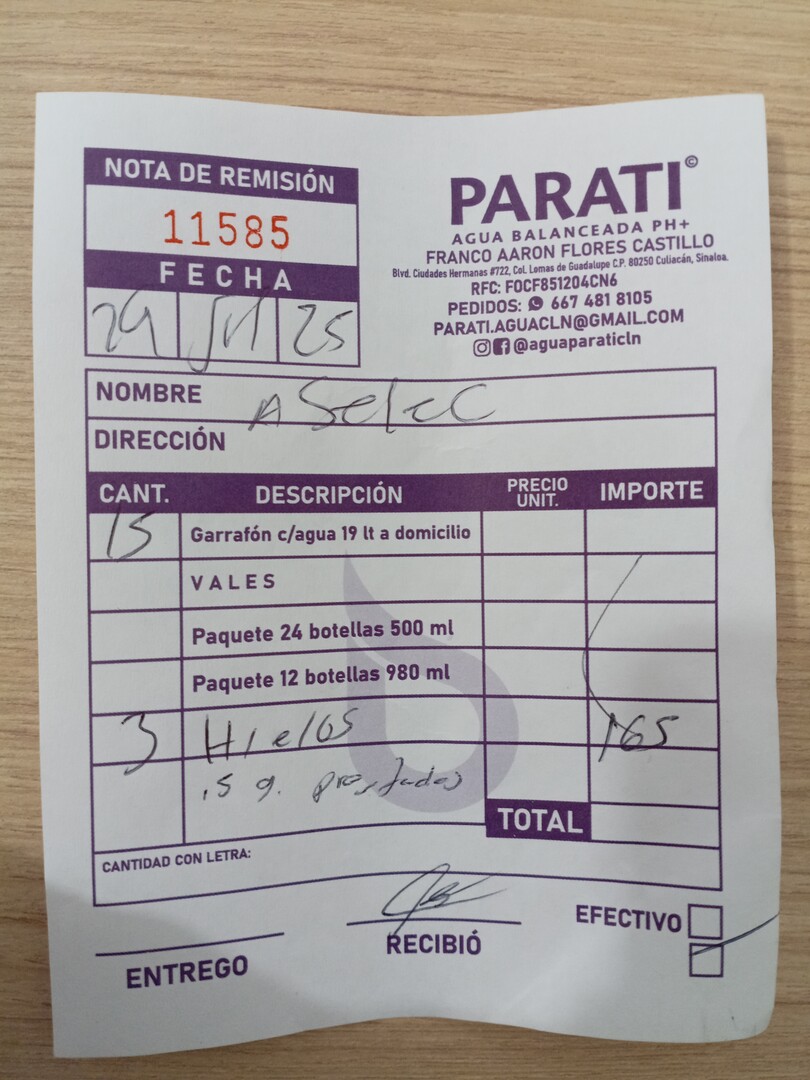 NOTA DE REMISIÓN
11585
FECHA
29 Jul 25
PARATI©
AGUA BALANCEADA PH+
FRANCO AARON FLORES CASTILLO
Blvd. Ciudades Hermanas #722, Col. Lomas de Guadalupe C.P. 80250 Culiacán, Sinaloa.
RFC: FOCF851204CN6
PEDIDOS: 667 481 8105
PARATI.AGUACLN@GMAIL.COM
@aguaparaticln
NOMBRE ASelec
DIRECCIÓN
CANT. DESCRIPCIÓN PRECIO UNIT. IMPORTE
15 Garrafón c/agua 19 lt a domicilio
VALES
Paquete 24 botellas 500 ml
Paquete 12 botellas 980 ml
3 Hielos 165
15 g. prestados
TOTAL
CANTIDAD CON LETRA:
ENTREGO
RECIBIÓ
EFECTIVO